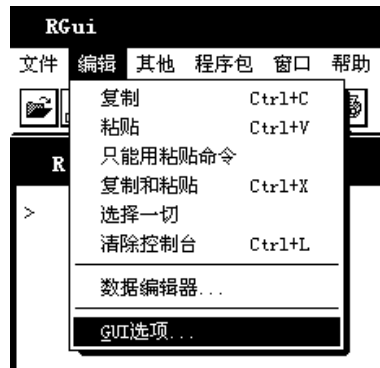 RGui
文件 编辑 其他 程序包 窗口 帮助
复制 Ctrl+C
粘贴 Ctrl+V
只能用粘贴命令
复制和粘贴 Ctrl+X
选择一切
清除控制台 Ctrl+L
数据编辑器...
GUI选项...
R
>